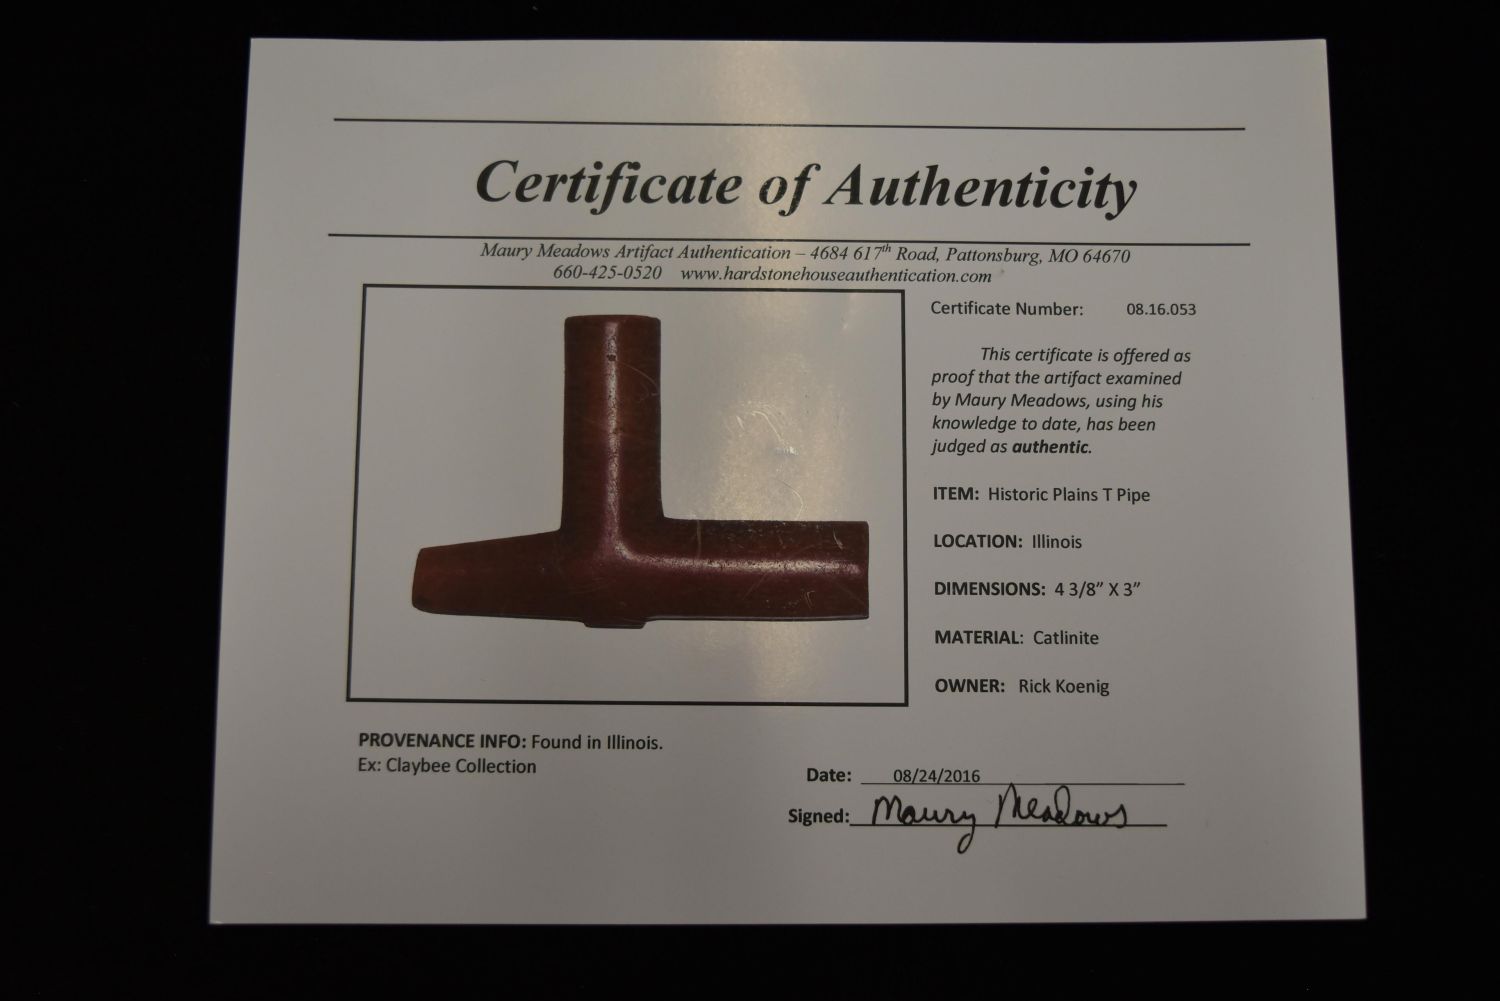 Certificate of Authenticity
Maury Meadows Artifact Authentication – 4684 617th Road, Pattonsburg, MO 64670
660-425-0520 www.hardstonehouseauthentication.com
Certificate Number: 08.16.053
This certificate is offered as
proof that the artifact examined
by Maury Meadows, using his
knowledge to date, has been
judged as authentic.
ITEM: Historic Plains T Pipe
LOCATION: Illinois
DIMENSIONS: 4 3/8” X 3”
MATERIAL: Catlinite
OWNER: Rick Koenig
PROVENANCE INFO: Found in Illinois.
Ex: Claybee Collection
Date: 08/24/2016
Signed: Maury Meadows